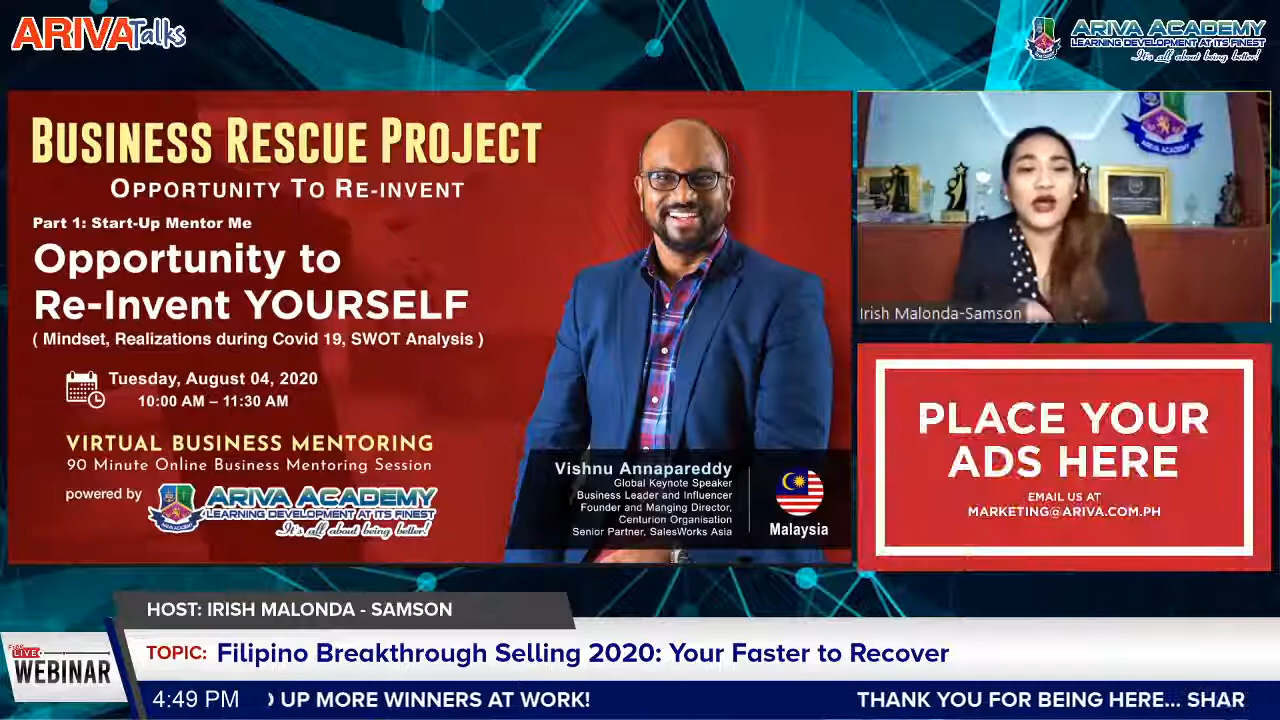 ARIVA Talks
ARIVA ACADEMY
LEARNING DEVELOPMENT AT ITS FINEST
It's all about being better!
BUSINESS RESCUE PROJECT
OPPORTUNITY TO RE-INVENT
Part 1: Start-Up Mentor Me
Opportunity to
Re-Invent YOURSELF
( Mindset, Realizations during Covid 19, SWOT Analysis )
Tuesday, August 04, 2020
10:00 AM – 11:30 AM
VIRTUAL BUSINESS MENTORING
90 Minute Online Business Mentoring Session
powered by
ARIVA ACADEMY
LEARNING DEVELOPMENT AT ITS FINEST
It's all about being better!
Vishnu Annapareddy
Global Keynote Speaker
Business Leader and Influencer
Founder and Manging Director,
Centurion Organisation
Senior Partner, SalesWorks Asia
Malaysia
ARIVA ACADEMY
Irish Malonda-Samson
PLACE YOUR
ADS HERE
EMAIL US AT
MARKETING@ARIVA.COM.PH
HOST: IRISH MALONDA - SAMSON
Free
LIVE
WEBINAR
TOPIC: Filipino Breakthrough Selling 2020: Your Faster to Recover
4:49 PM
UP MORE WINNERS AT WORK!
THANK YOU FOR BEING HERE... SHAR